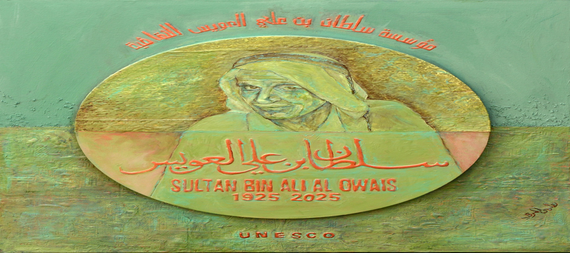 مؤسسة سلطان بن علي العويس الثقافية
سلطان بن علي العويس
SULTAN BIN ALI AL OWAIS
1925 2025
UNESCO